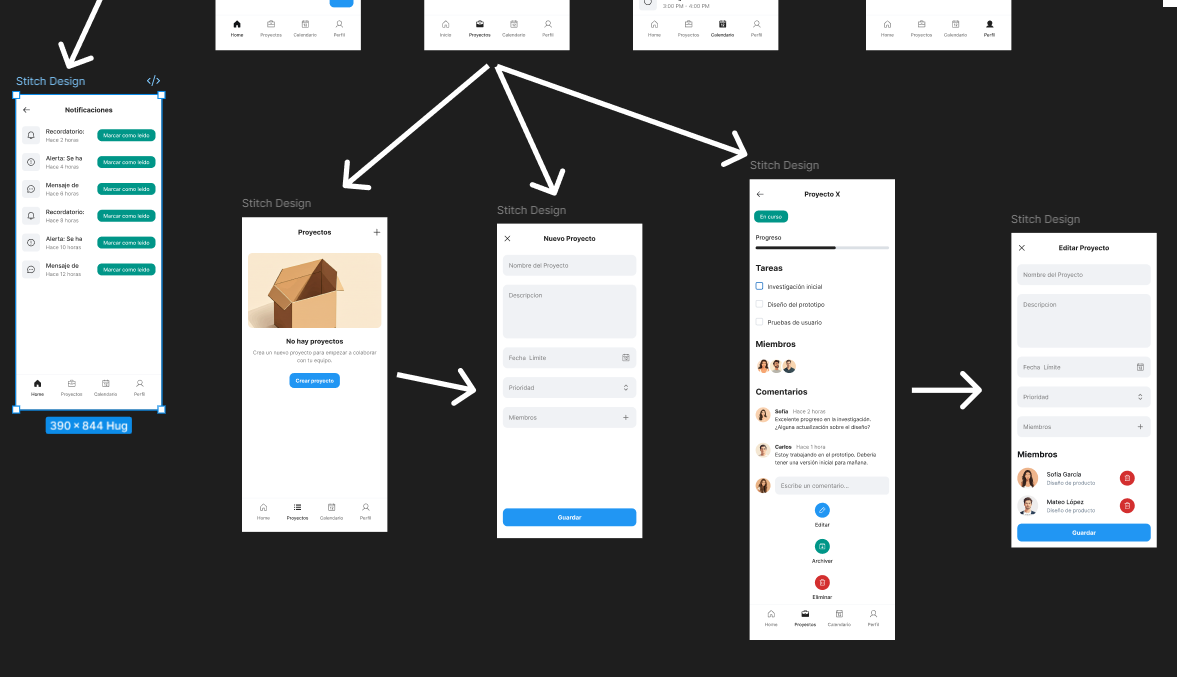 3:00 PM - 4:00 PM
Home Proyectos Calendario Perfil
Inicio Proyectos Calendario Perfil
Home Proyectos Calendario Perfil
Home Proyectos Calendario Perfil
Stitch Design
Notificaciones
Recordatorio:
Hace 2 horas
Marcar como leido
Alerta: Se ha
Hace 4 horas
Marcar como leido
Mensaje de
Hace 6 horas
Marcar como leido
Recordatorio:
Hace 8 horas
Marcar como leido
Alerta: Se ha
Hace 10 horas
Marcar como leido
Mensaje de
Hace 12 horas
Marcar como leido
Home Proyectos Calendario Perfil
390 × 844 Hug
Stitch Design
Proyectos
No hay proyectos
Crea un nuevo proyecto para empezar a colaborar
con tu equipo.
Crear proyecto
Home Proyectos Calendario Perfil
Stitch Design
Nuevo Proyecto
Nombre del Proyecto
Descripcion
Fecha Límite
Prioridad
Miembros
Guardar
Stitch Design
Proyecto X
En curso
Progreso
Tareas
Investigación inicial
Diseño del prototipo
Pruebas de usuario
Miembros
Comentarios
Sofia Hace 2 horas
Excelente progreso en la investigación.
¿Alguna actualización sobre el diseño?
Carlos Hace 1 hora
Estoy trabajando en el prototipo. Debería
tener una versión inicial para mañana.
Escribe un comentario...
Editar
Archiver
Eliminar
Home Proyectos Calendario Perfil
Stitch Design
Editar Proyecto
Nombre del Proyecto
Descripción
Fecha Límite
Prioridad
Miembros
Miembros
Sofía García
Diseño de producto
Mateo López
Diseño de producto
Guardar